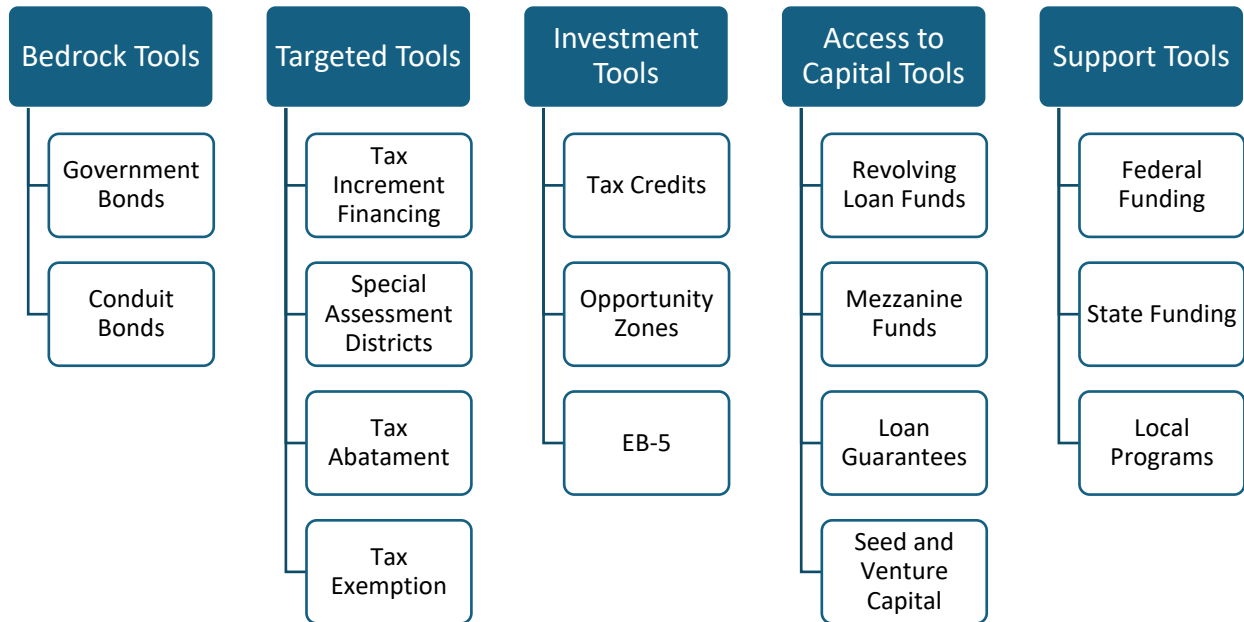 Bedrock Tools
Government
Bonds
Conduit
Bonds
Targeted Tools
Tax
Increment
Financing
Special
Assessment
Districts
Tax
Abatament
Tax
Exemption
Investment
Tools
Tax Credits
Opportunity
Zones
EB-5
Access to
Capital Tools
Revolving
Loan Funds
Mezzanine
Funds
Loan
Guarantees
Seed and
Venture
Capital
Support Tools
Federal
Funding
State Funding
Local
Programs